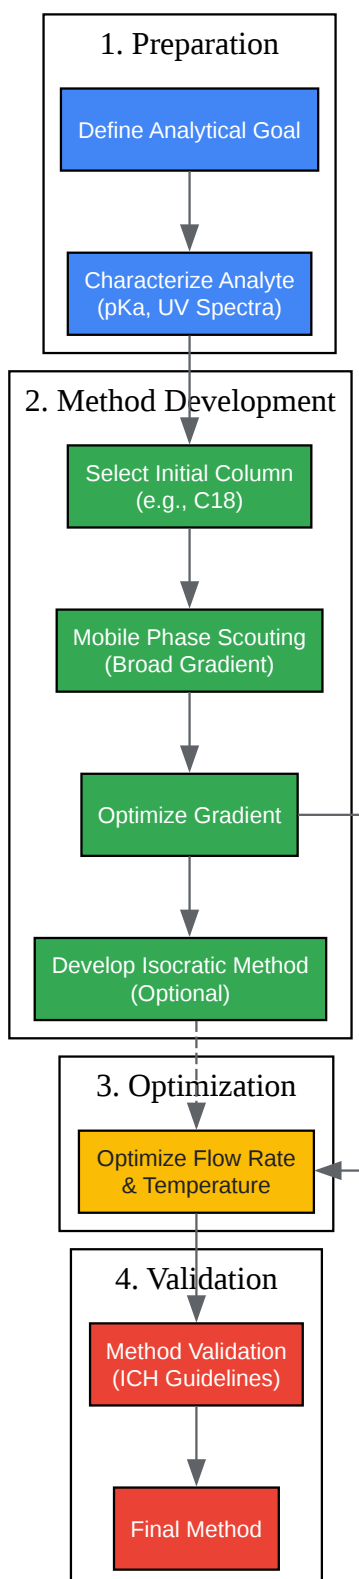 1. Preparation
Define Analytical Goal
Characterize Analyte
(pKa, UV Spectra)
2. Method Development
Select Initial Column
(e.g., C18)
Mobile Phase Scouting
(Broad Gradient)
Optimize Gradient
Develop Isocratic Method
(Optional)
3. Optimization
Optimize Flow Rate
& Temperature
4. Validation
Method Validation
(ICH Guidelines)
Final Method